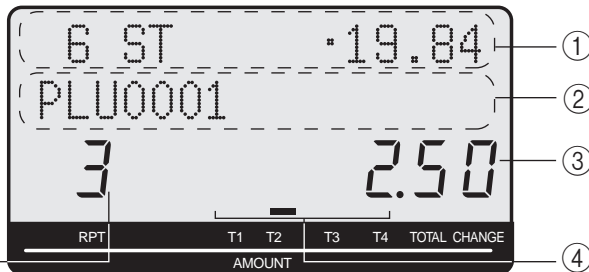 6 ST ·19.84 ①
PLU0001 ②
3 2.50 ③
RPT T1 T2 T3 T4 TOTAL CHANGE
AMOUNT ④